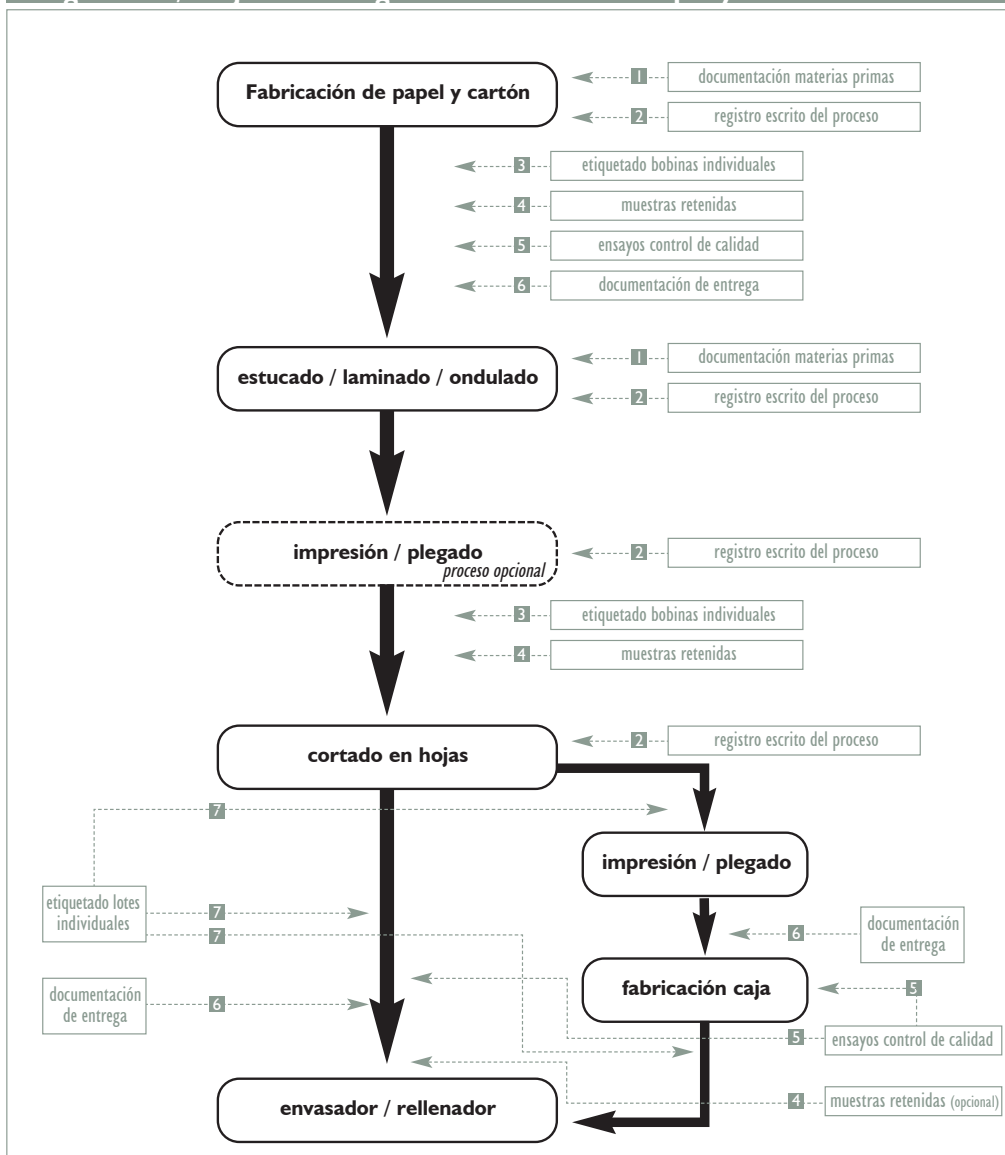 Fabricación de papel y cartón
1 documentación materias primas
2 registro escrito del proceso
3 etiquetado bobinas individuales
4 muestras retenidas
5 ensayos control de calidad
6 documentación de entrega
estucado / laminado / ondulado
1 documentación materias primas
2 registro escrito del proceso
impresión / plegado
proceso opcional
2 registro escrito del proceso
3 etiquetado bobinas individuales
4 muestras retenidas
cortado en hojas
2 registro escrito del proceso
7
impresión / plegado
etiquetado lotes
individuales
7
7
6
documentación
de entrega
documentación
de entrega
6
fabricación caja
5
5
ensayos control de calidad
envasador / rellenador
4
muestras retenidas (opcional)